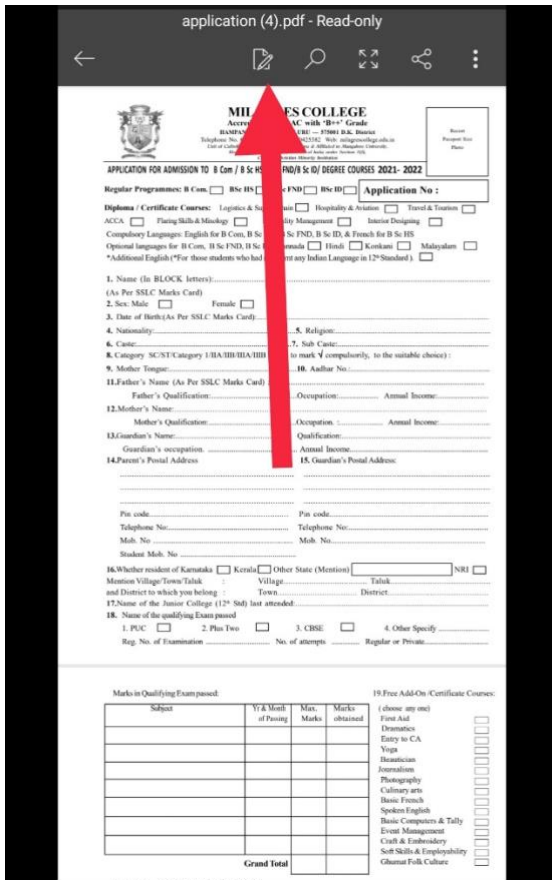 application (4).pdf - Read-only
MIL ES COLLEGE
Accre AC with 'B++' Grade
HAMPAN URU — 575001 D.K. District
Telephone No.
Recent
Passport Size
Photo
APPLICATION FOR ADMISSION TO B Com / B Sc HS ND/B Sc ID/ DEGREE COURSES 2021- 2022
Regular Programmes: B Com. BSc HS FND BSc ID Application No :
Diploma / Certificate Courses: Logistics & Su ain Hospitality & Aviation Travel & Tourism
ACCA Flaring Skills & Mixology lity Management Interior Designing
Compulsory Languages: English for B Com, B Sc Sc FND, B Sc ID, & French for B Sc HS
Optional languages for B Com, B Sc FND, B Sc nnada Hindi Konkani Malayalam
*Additional English (*For those students who had rnt any Indian Language in 12th Standard ).
1. Name (In BLOCK letters):
(As Per SSLC Marks Card)
2. Sex: Male Female
3. Date of Birth:(As Per SSLC Marks Card):
4. Nationality: 5. Religion:
6. Caste: 7. Sub Caste:
8. Category SC/ST/Category 1/IIA/IIB/IIIA/IIIB to mark √ compulsorily, to the suitable choice) :
9. Mother Tongue: 10. Aadhar No.:
11.Father's Name (As Per SSLC Marks Card)
Father's Qualification: Occupation: Annual Income:
12.Mother's Name:
Mother's Qualification: Occupation. : Annual Income:
13.Guardian's Name: Qualification:
Guardian's occupation. Annual Income
14.Parent's Postal Address 15. Guardian's Postal Address:
Pin code Pin code
Telephone No: Telephone No:
Mob. No Mob. No.
Student Mob. No
16.Whether resident of Karnataka Kerala Other State (Mention) NRI
Mention Village/Town/Taluk : Village Taluk
and District to which you belong : Town District
17.Name of the Junior College (12th Std) last attended:
18. Name of the qualifying Exam passed
1. PUC 2. Plus Two 3. CBSE 4. Other Specify
Reg. No. of Examination No. of attempts Regular or Private
Marks in Qualifying Exam passed: 19.Free Add-On /Certificate Courses:
Subject Yr & Month of Passing Max. Marks Marks obtained
( choose any one)
First Aid
Dramatics
Entry to CA
Yoga
Beautician
Journalism
Photography
Culinary arts
Basic French
Spoken English
Basic Computers & Tally
Event Management
Craft & Embroidery
Soft Skills & Employability
Ghumat Folk Culture
Grand Total